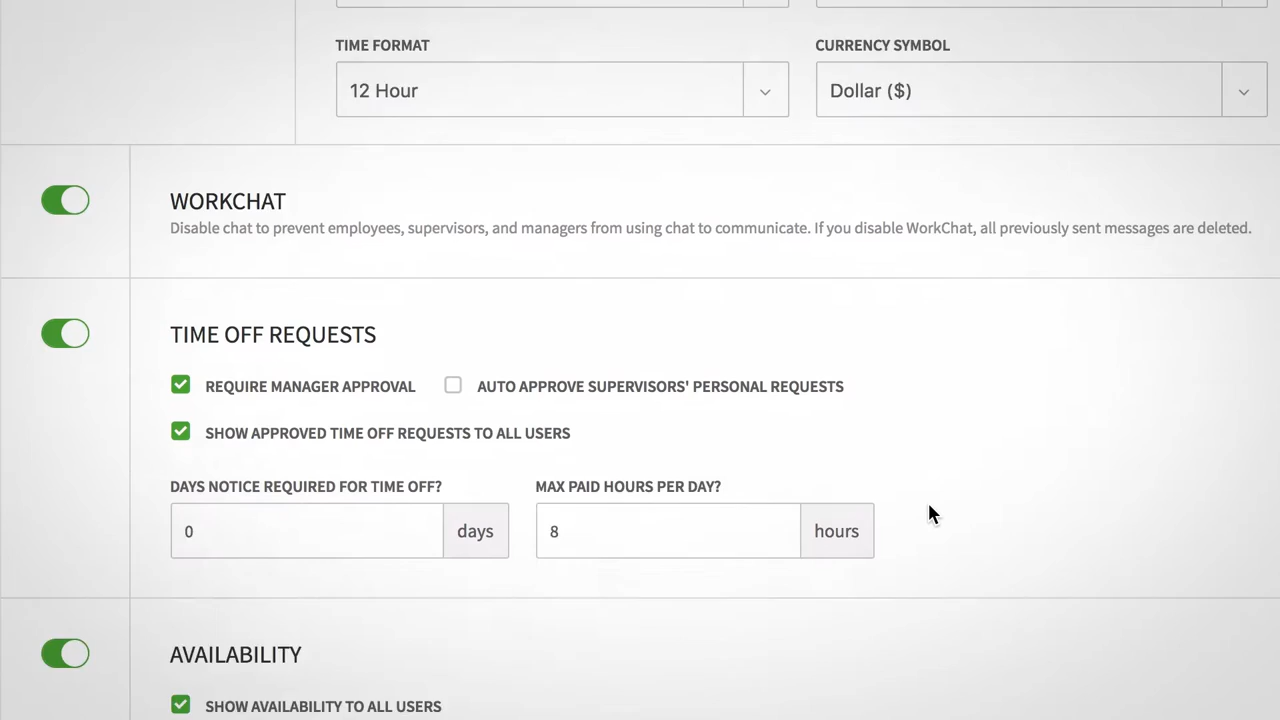 TIME FORMAT
CURRENCY SYMBOL
12 Hour
Dollar ($)
WORKCHAT
Disable chat to prevent employees, supervisors, and managers from using chat to communicate. If you disable WorkChat, all previously sent messages are deleted.
TIME OFF REQUESTS
REQUIRE MANAGER APPROVAL
AUTO APPROVE SUPERVISORS' PERSONAL REQUESTS
SHOW APPROVED TIME OFF REQUESTS TO ALL USERS
DAYS NOTICE REQUIRED FOR TIME OFF?
MAX PAID HOURS PER DAY?
0
days
8
hours
AVAILABILITY
SHOW AVAILABILITY TO ALL USERS